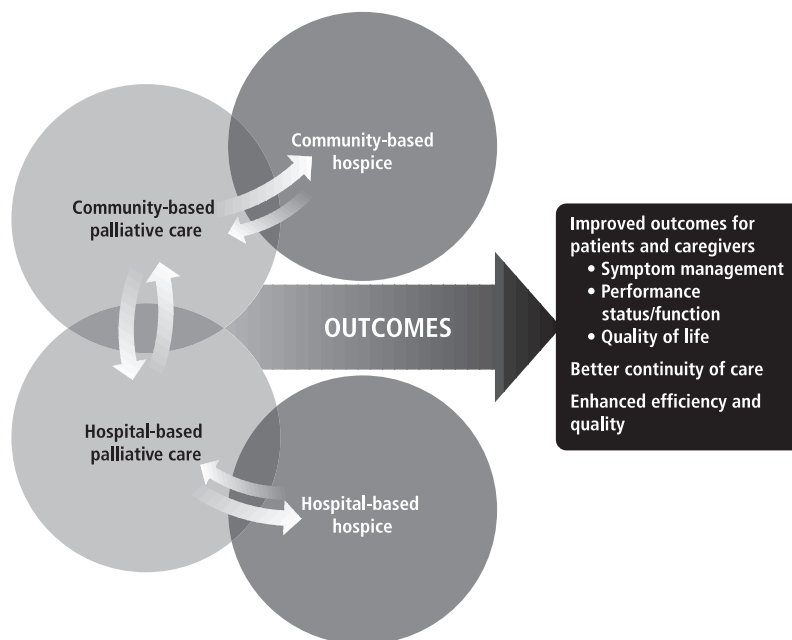 Community-based
hospice
Community-based
palliative care
OUTCOMES
Hospital-based
palliative care
Hospital-based
hospice
Improved outcomes for
patients and caregivers
• Symptom management
• Performance
status/function
• Quality of life
Better continuity of care
Enhanced efficiency and
quality